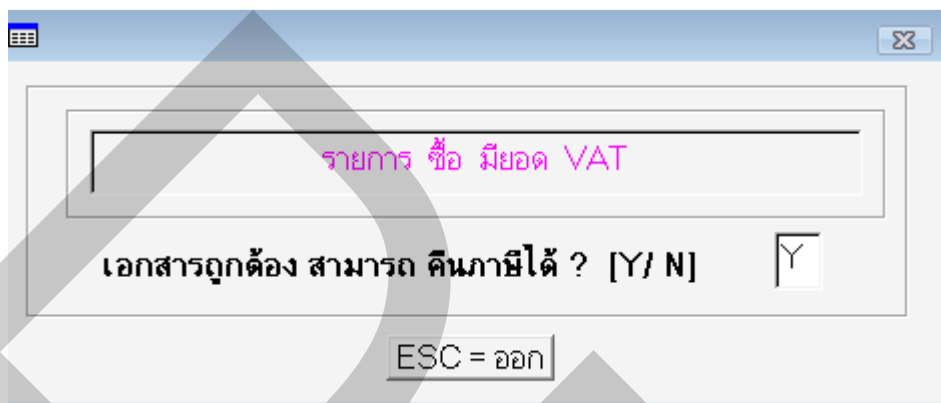 รายการ ซื้อ มียอด VAT
เอกสารถูกต้อง สามารถ คืนภาษีได้ ? [Y/ N] Y
ESC = ออก